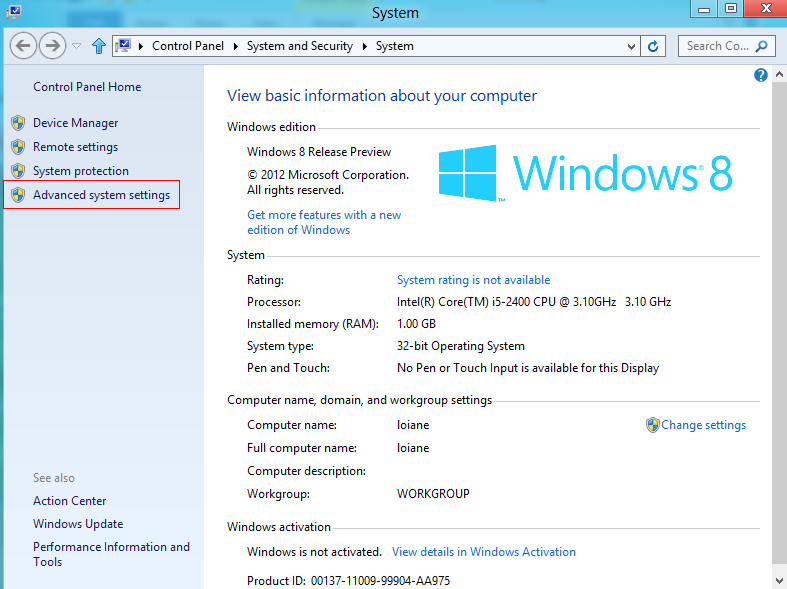 System
Control Panel System and Security System
Search Co...
Control Panel Home
Device Manager
Remote settings
System protection
Advanced system settings
See also
Action Center
Windows Update
Performance Information and
Tools
View basic information about your computer
Windows edition
Windows 8 Release Preview
© 2012 Microsoft Corporation.
All rights reserved.
Get more features with a new
edition of Windows
Windows® 8
™
System
Rating: System rating is not available
Processor: Intel(R) Core(TM) i5-2400 CPU @ 3.10GHz 3.10 GHz
Installed memory (RAM): 1.00 GB
System type: 32-bit Operating System
Pen and Touch: No Pen or Touch Input is available for this Display
Computer name, domain, and workgroup settings
Computer name: loiane
Change settings
Full computer name: loiane
Computer description:
Workgroup: WORKGROUP
Windows activation
Windows is not activated. View details in Windows Activation
Product ID: 00137-11009-99904-AA975